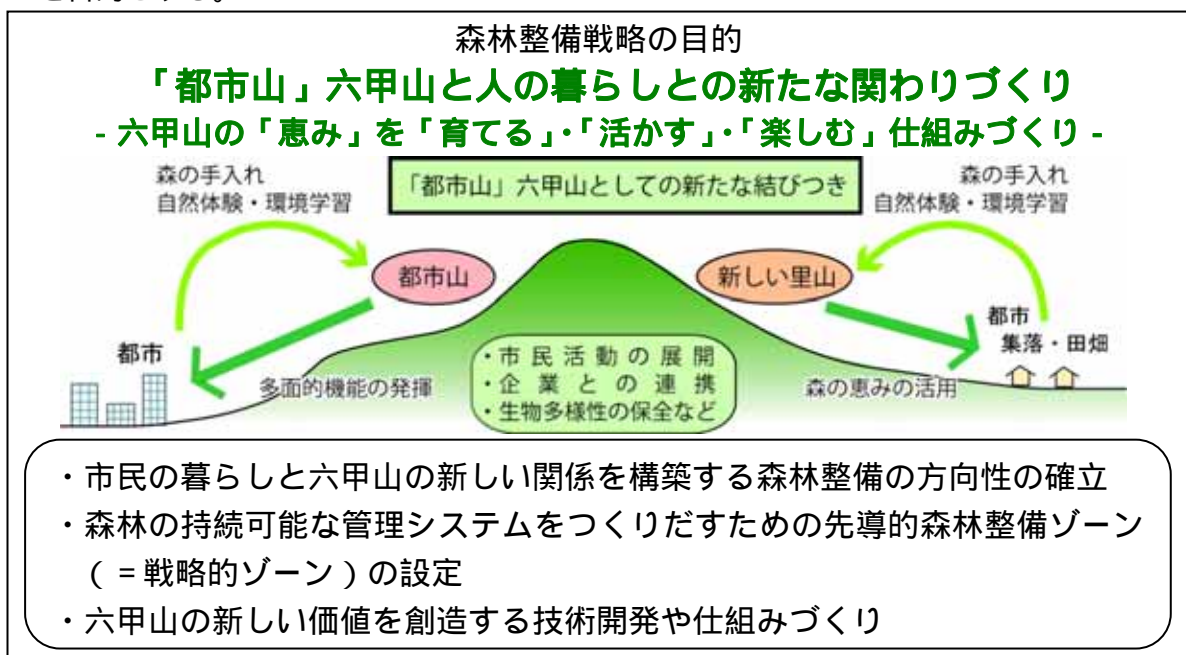 森林整備戦略の目的
「都市山」六甲山と人の暮らしとの新たな関わりづくり
- 六甲山の「恵み」を「育てる」・「活かす」・「楽しむ」仕組みづくり -
森の手入れ
自然体験・環境学習
「都市山」六甲山としての新たな結びつき
森の手入れ
自然体験・環境学習
都市山
新しい里山
都市
都市
集落・田畑
多面的機能の発揮
・市民活動の展開
・企業との連携
・生物多様性の保全など
森の恵みの活用
・市民の暮らしと六甲山の新しい関係を構築する森林整備の方向性の確立
・森林の持続可能な管理システムをつくりだすための先導的森林整備ゾーン
（＝戦略的ゾーン）の設定
・六甲山の新しい価値を創造する技術開発や仕組みづくり